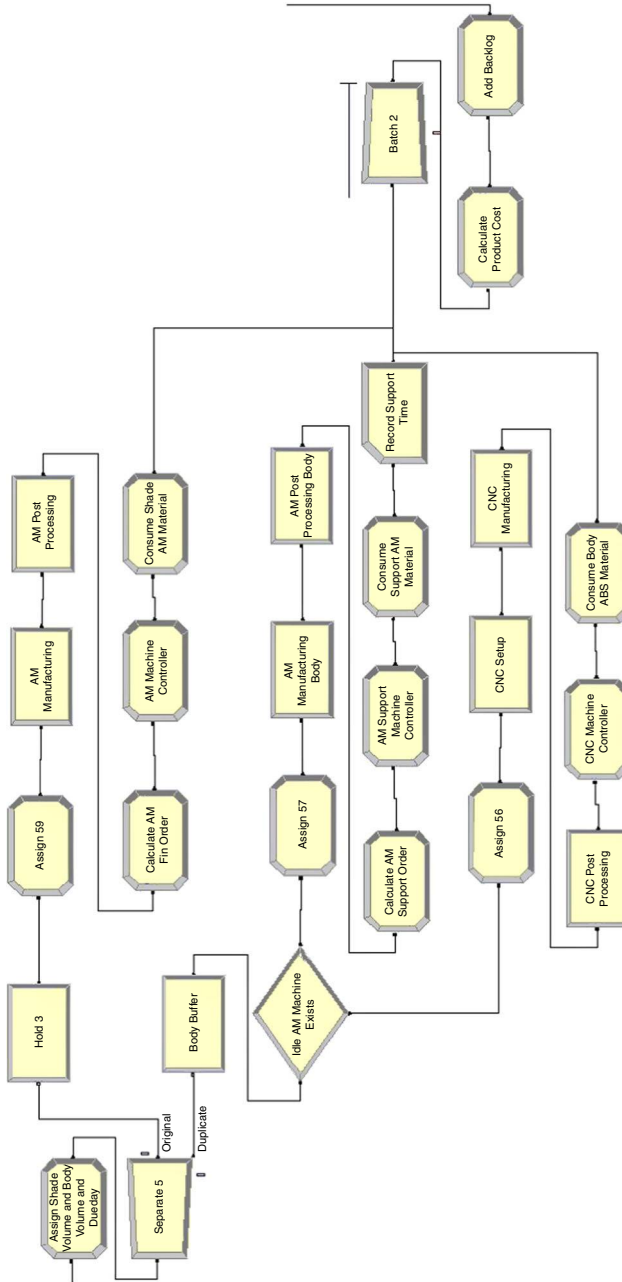 Assign Shade
Volume and Body
Volume and
Dueday
Separate 5
Original
Duplicate
Hold 3
Assign 59
AM
Manufacturing
AM Post
Processing
Calculate AM
Fin Order
AM Machine
Controller
Consume Shade
AM Material
Body Buffer
Idle AM Machine
Exists
Assign 57
AM
Manufacturing
Body
AM Post
Processing Body
Calculate AM
Support Order
AM Support
Machine
Controller
Consume
Support AM
Material
Record Support
Time
Assign 56
CNC Setup
CNC
Manufacturing
CNC Post
Processing
CNC Machine
Controller
Consume Body
ABS Material
Batch 2
Calculate
Product Cost
Add Backlog